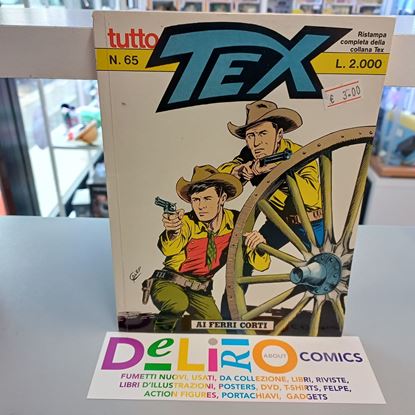 tutto
TEX
N. 65
Ristampa
completa della
collana Tex
L. 2.000
€ 3.00
AI FERRI CORTI
DeLiRiO ABOUT COMICS
FUMETTI NUOVI, USATI, DA COLLEZIONE, LIBRI, RIVISTE,
LIBRI D'ILLUSTRAZIONI, POSTERS, DVD, T-SHIRTS, FELPE,
ACTION FIGURES, PORTACHIAVI, GADGETS